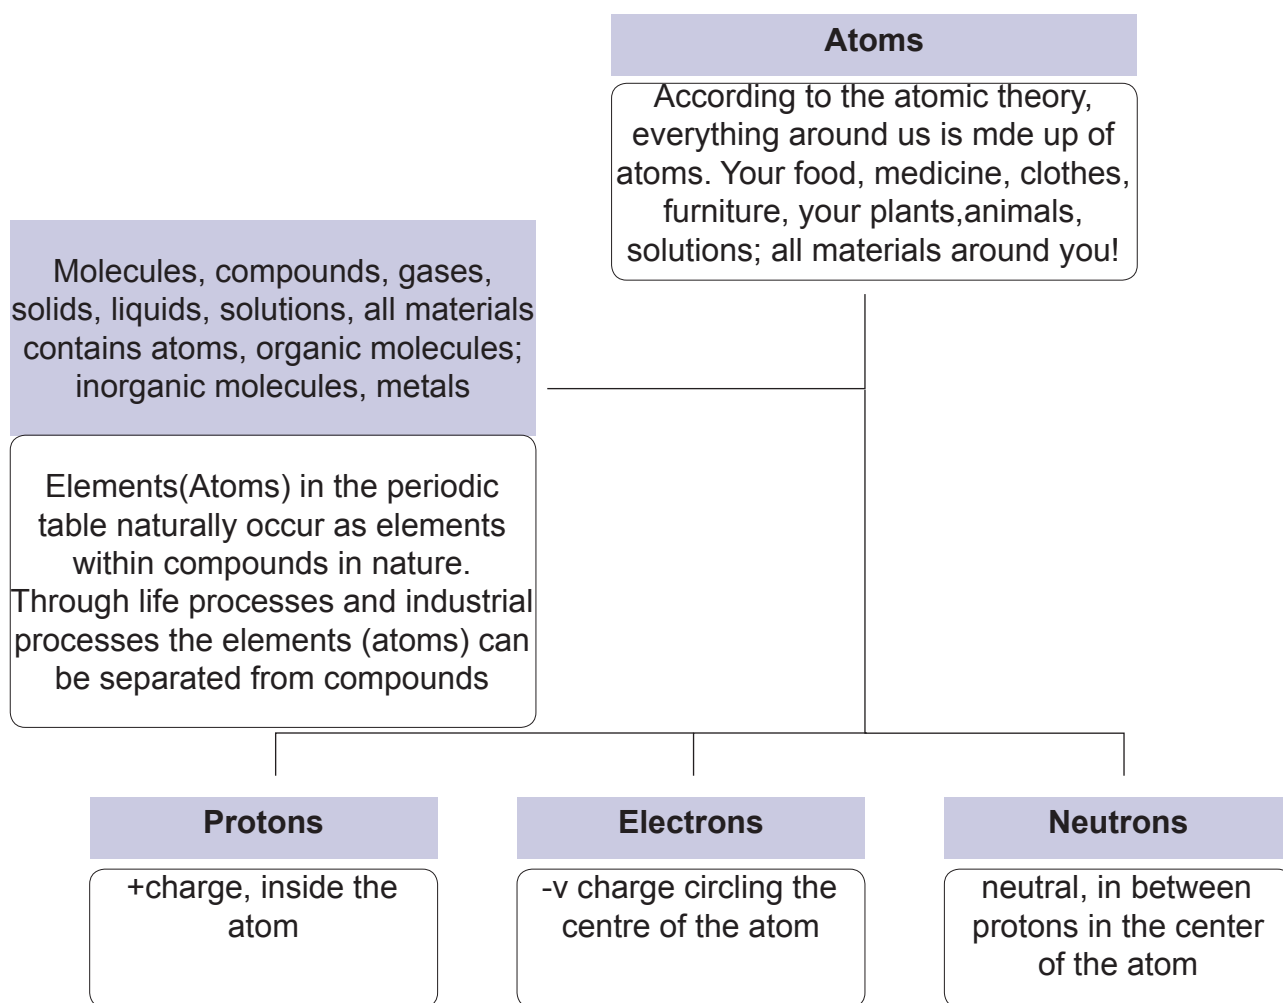 Atoms
According to the atomic theory,
everything around us is mde up of
atoms. Your food, medicine, clothes,
furniture, your plants,animals,
solutions; all materials around you!
Molecules, compounds, gases,
solids, liquids, solutions, all materials
contains atoms, organic molecules;
inorganic molecules, metals
Elements(Atoms) in the periodic
table naturally occur as elements
within compounds in nature.
Through life processes and industrial
processes the elements (atoms) can
be separated from compounds
Protons
+charge, inside the
atom
Electrons
-v charge circling the
centre of the atom
Neutrons
neutral, in between
protons in the center
of the atom